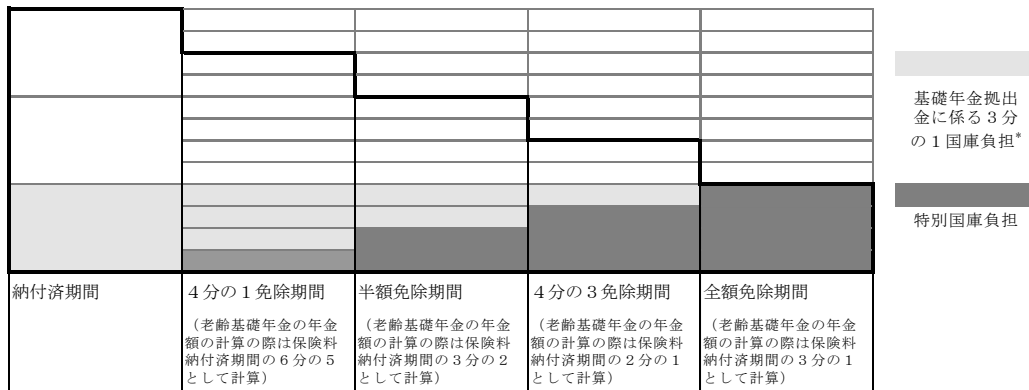 基礎年金拠出
金に係る３分
の１国庫負担*
特別国庫負担
納付済期間
４分の１免除期間
（老齢基礎年金の年金
額の計算の際は保険料
納付済期間の６分の５
として計算）
半額免除期間
（老齢基礎年金の年金
額の計算の際は保険料
納付済期間の３分の２
として計算）
４分の３免除期間
（老齢基礎年金の年金
額の計算の際は保険料
納付済期間の２分の１
として計算）
全額免除期間
（老齢基礎年金の年金
額の計算の際は保険料
納付済期間の３分の１
として計算）